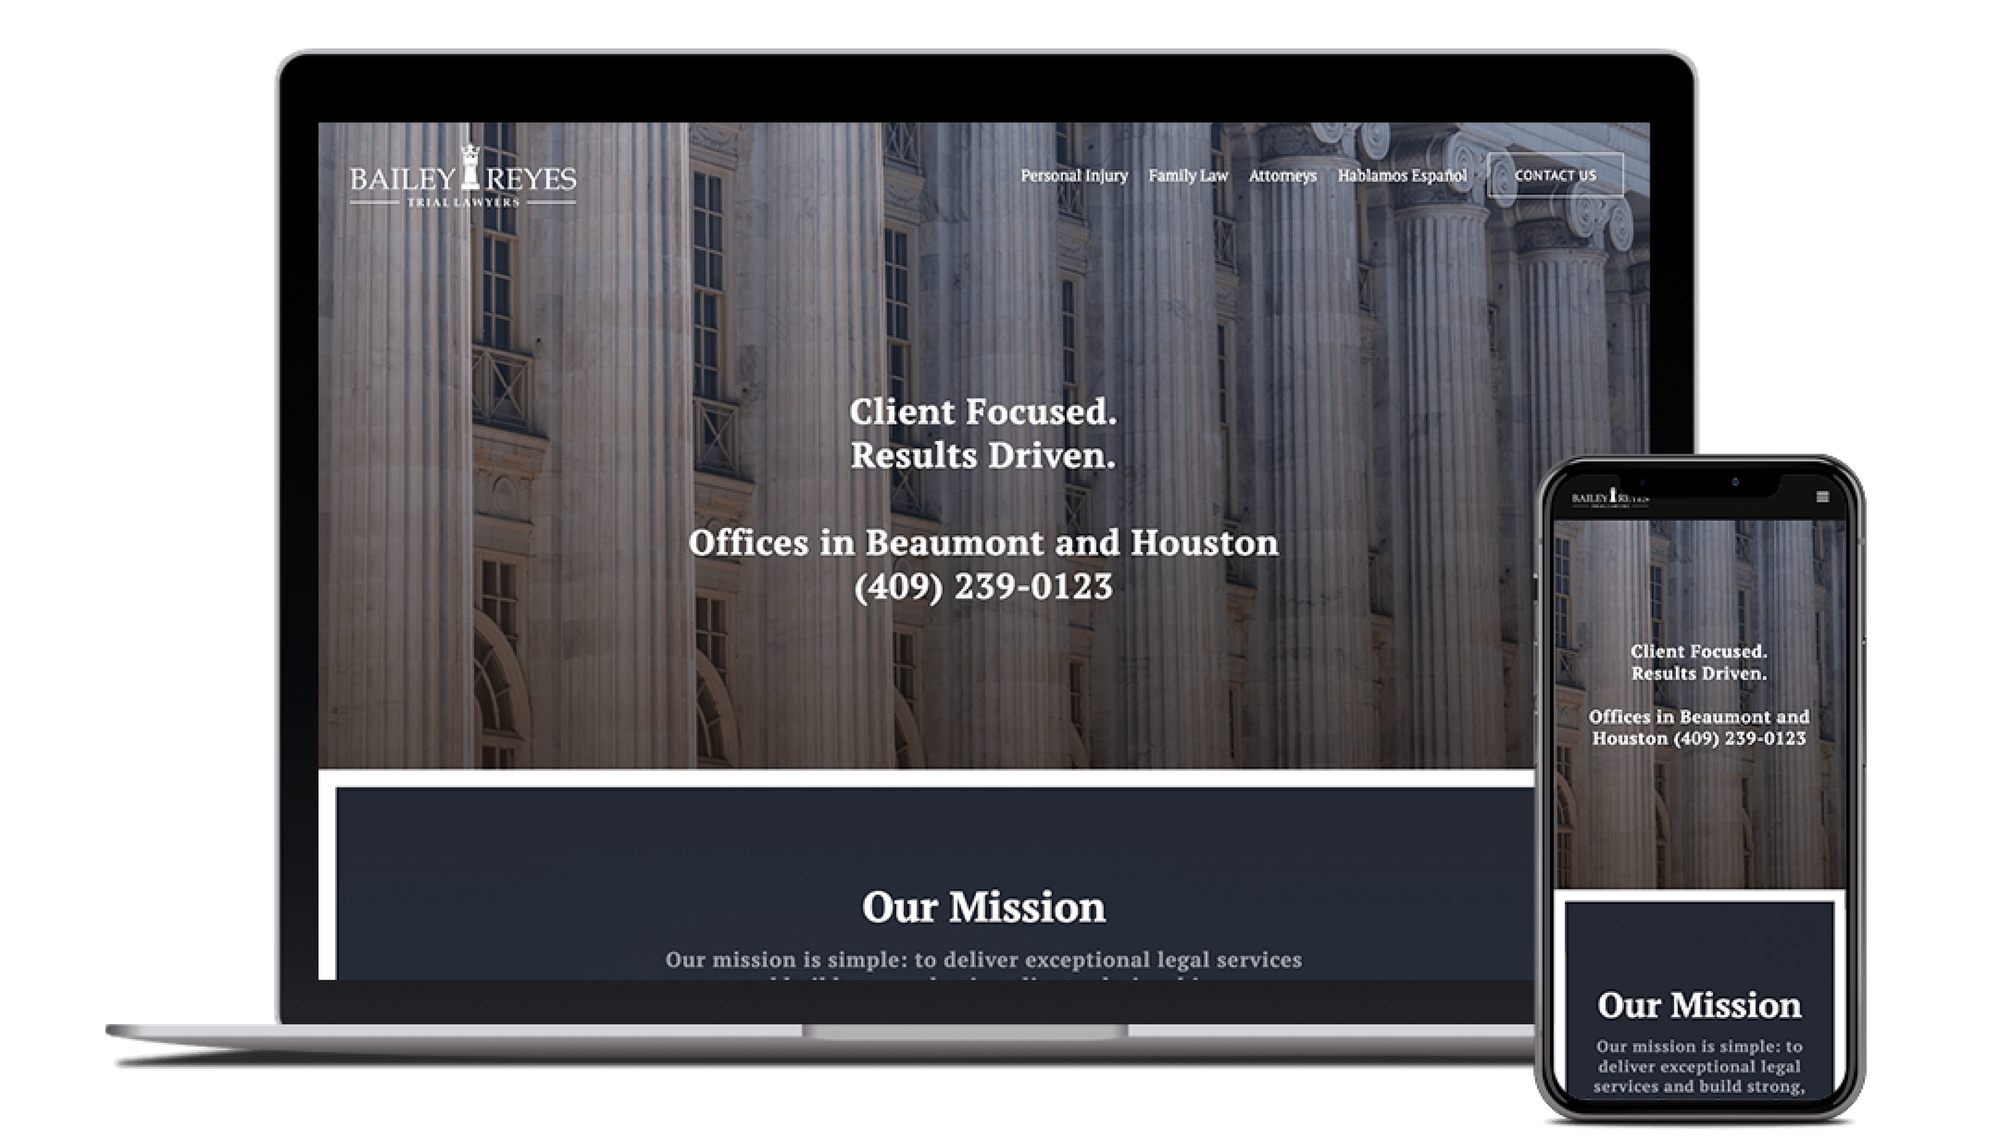 BAILEY REYES
TRIAL LAWYERS
Personal Injury Family Law Attorneys Hablamos Español CONTACT US
Client Focused.
Results Driven.
Offices in Beaumont and Houston
(409) 239-0123
Our Mission
Our mission is simple: to deliver exceptional legal services
BAILEY REYES
TRIAL LAWYERS
Client Focused.
Results Driven.
Offices in Beaumont and
Houston (409) 239-0123
Our Mission
Our mission is simple: to
deliver exceptional legal
services and build strong,